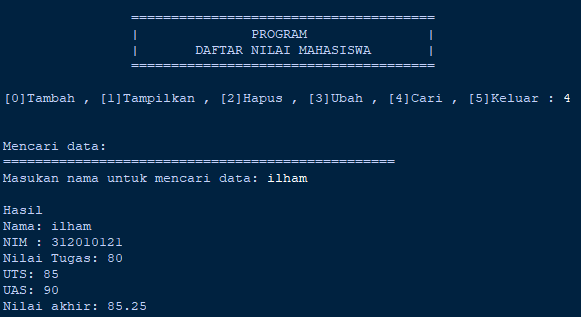 =======================================
| PROGRAM |
| DAFTAR NILAI MAHASISWA |
=======================================
[0]Tambah , [1]Tampilkan , [2]Hapus , [3]Ubah , [4]Cari , [5]Keluar : 4
Mencari data:
==================================================
Masukan nama untuk mencari data: ilham
Hasil
Nama: ilham
NIM : 312010121
Nilai Tugas: 80
UTS: 85
UAS: 90
Nilai akhir: 85.25